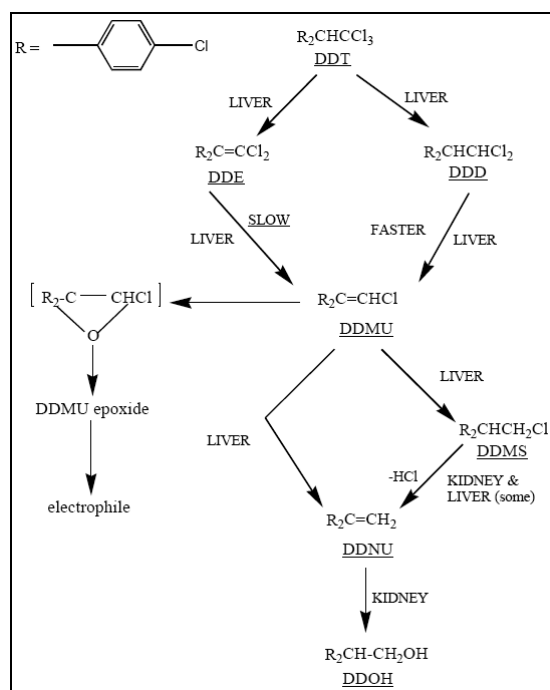 R =
Cl
R₂CHCCl₃
DDT
LIVER
LIVER
R₂C=CCl₂
DDE
R₂CHCHCl₂
DDD
SLOW
LIVER
FASTER
LIVER
[ R₂-C — CHCl ]
O
R₂C=CHCl
DDMU
DDMU epoxide
electrophile
LIVER
LIVER
R₂CHCH₂Cl
DDMS
-HCl
KIDNEY &
LIVER (some)
R₂C=CH₂
DDNU
KIDNEY
R₂CH-CH₂OH
DDOH